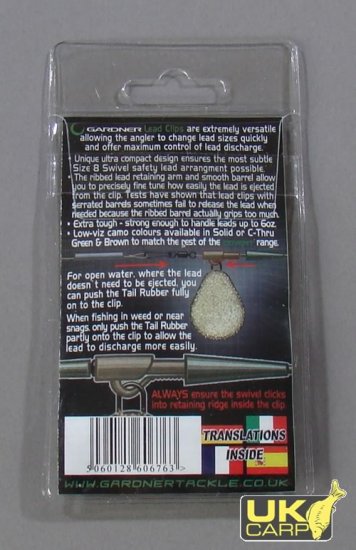 GARDNER Lead Clips are extremely versatile
allowing the angler to change lead sizes quickly
and offer maximum control of lead discharge.
• Unique ultra compact design ensures the most subtle
Size 8 Swivel safety lead arrangment possible.
• The ribbed lead retaining arm and smooth barrel allow
you to precisely fine tune how easily the lead is ejected
from the clip. Tests have shown that lead clips with
serrated barrels sometimes fail to release the lead when
needed because the ribbed barrel actually grips too much.
• Extra tough - strong enough to handle leads up to 6oz.
• Low-viz camo colours available in Solid or C-Thru
Green & Brown to match the rest of the COVERT range.
For open water, where the lead
doesn't need to be ejected, you
can push the Tail Rubber fully
on to the clip.
When fishing in weed or near
snags, only push the Tail Rubber
partly onto the clip to allow the
lead to discharge more easily.
ALWAYS ensure the swivel clicks
into retaining ridge inside the clip.
TRANSLATIONS
INSIDE
5060128606763>
WWW.GARDNERTACKLE.CO.UK
UK
CARP